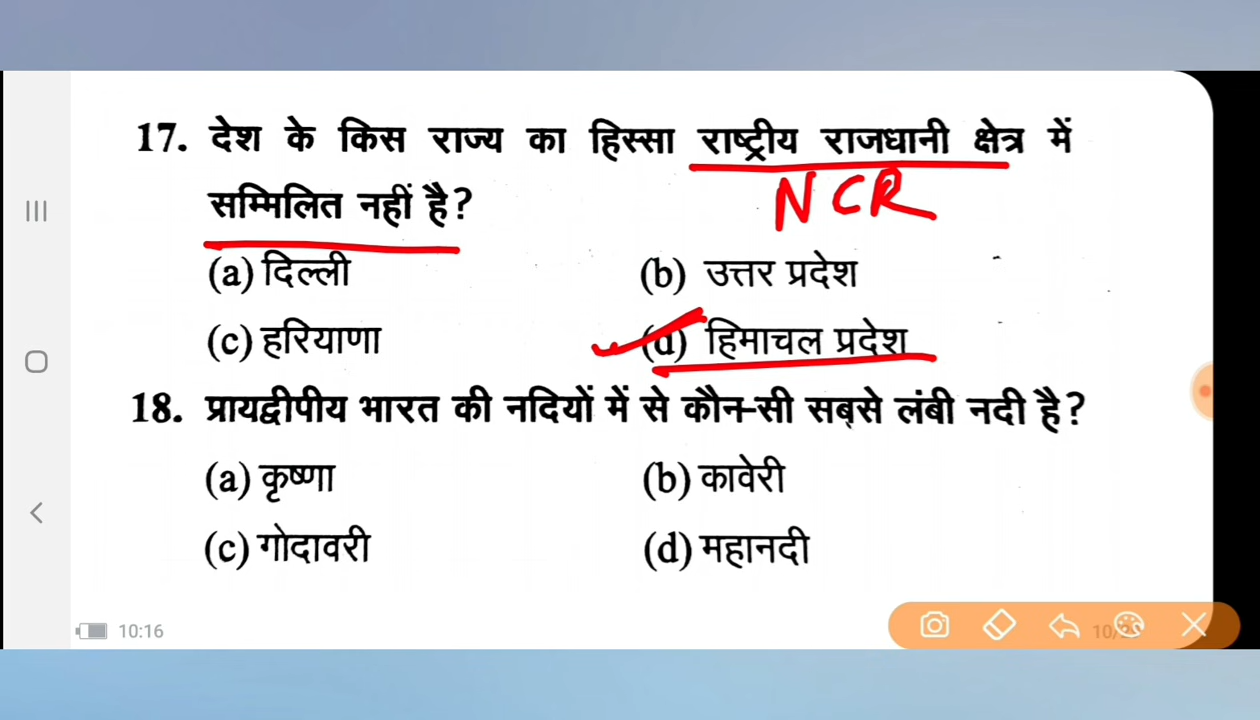 17. देश के किस राज्य का हिस्सा राष्ट्रीय राजधानी क्षेत्र में
सम्मिलित नहीं है?
NCR
(a) दिल्ली (b) उत्तर प्रदेश
(c) हरियाणा (d) हिमाचल प्रदेश
18. प्रायद्वीपीय भारत की नदियों में से कौन-सी सबसे लंबी नदी है?
(a) कृष्णा (b) कावेरी
(c) गोदावरी (d) महानदी
10:16